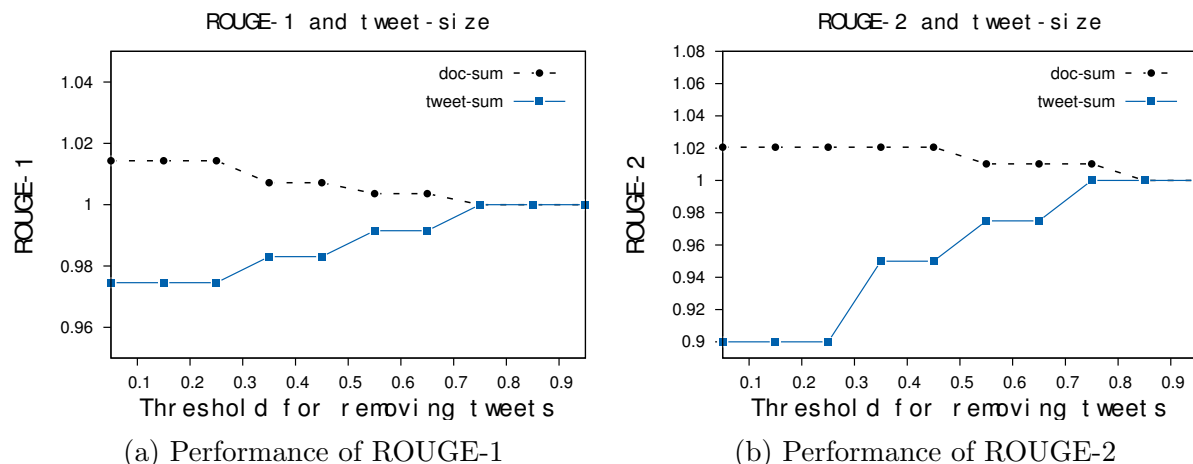 ROUGE-1 and tweet-size
1.04
1.02
1
0.98
0.96
ROUGE-1
doc-sum
tweet-sum
0.1 0.2 0.3 0.4 0.5 0.6 0.7 0.8 0.9
Threshold for removing tweets
(a) Performance of ROUGE-1
ROUGE-2 and tweet-size
1.08
1.06
1.04
1.02
1
0.98
0.96
0.94
0.92
0.9
ROUGE-2
doc-sum
tweet-sum
0.1 0.2 0.3 0.4 0.5 0.6 0.7 0.8 0.9
Threshold for removing tweets
(b) Performance of ROUGE-2